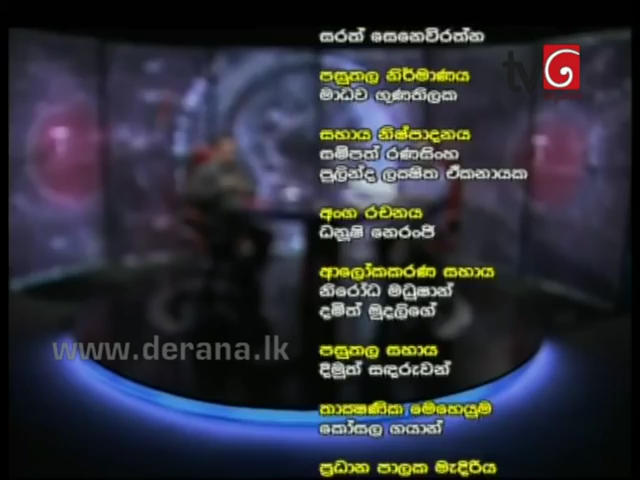 සරත් සෙනෙවිරත්න
tv
පසුතල නිර්මාණය
මාධව ගුණතිලක
සහාය නිෂ්පාදනය
සම්පත් රණසිංහ
පුලින්ද ලක්ෂිත ඒකනායක
අංග රචනය
ධනූෂි නෙරංජි
ආලෝකකරණ සහාය
නිරෝධ මධුෂාන්
දමිත් මුදලිගේ
www.derana.lk
පසුතල සහාය
දිමුත් සඳරුවන්
තාක්ෂණික මෙහෙයුම
කෝසල ගයාන්
ප්‍රධාන පාලක මැදිරිය